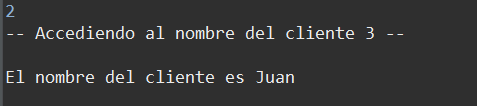 2
-- Accediendo al nombre del cliente 3 --
El nombre del cliente es Juan